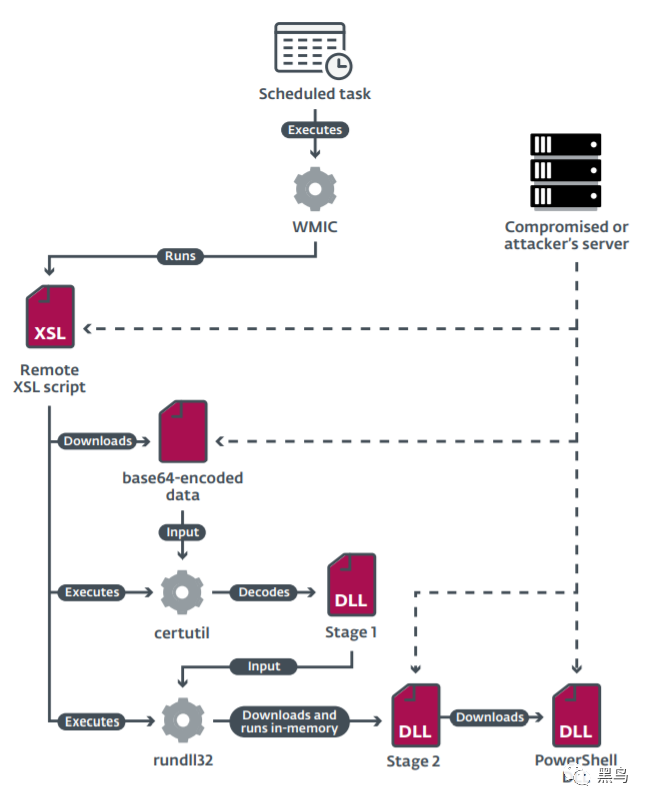 Scheduled task
Executes
WMIC
Compromised or
attacker's server
Runs
XSL
Remote
XSL script
Downloads
base64-encoded
data
Input
Executes
Decodes
DLL
certutil
Stage 1
Input
Executes
Downloads and
runs in-memory
DLL
Downloads
DLL
rundll32
Stage 2
PowerShell
黑鸟